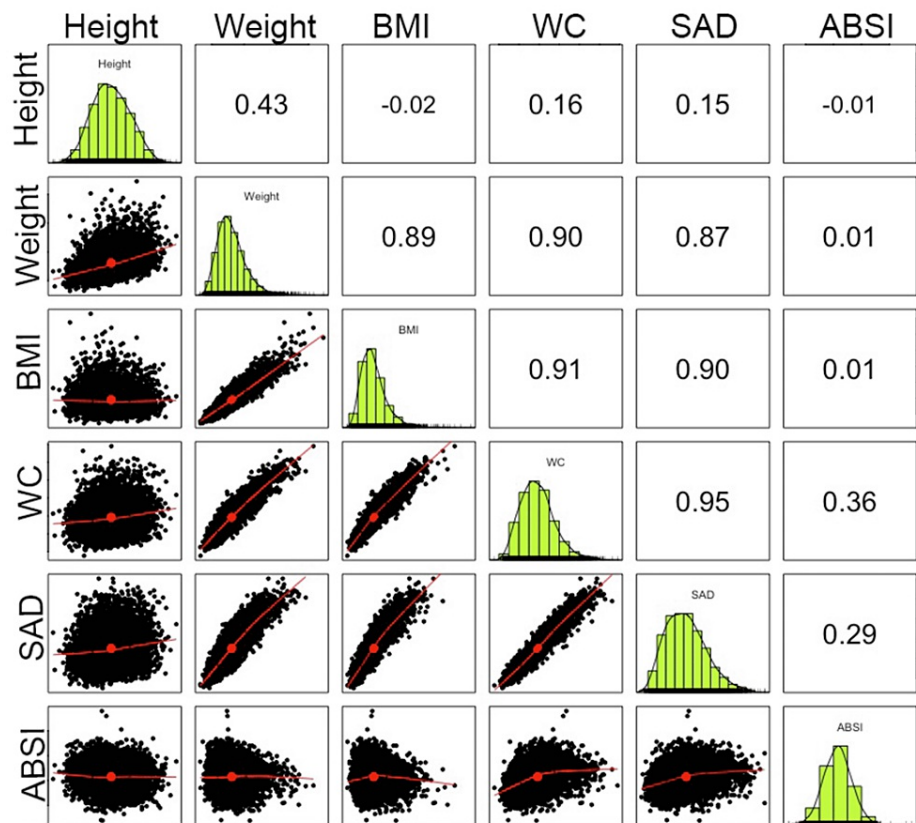 Height Weight BMI WC SAD ABSI
Height Height 0.43 -0.02 0.16 0.15 -0.01
Weight Weight 0.89 0.90 0.87 0.01
BMI BMI 0.91 0.90 0.01
WC WC 0.95 0.36
SAD SAD 0.29
ABSI ABSI